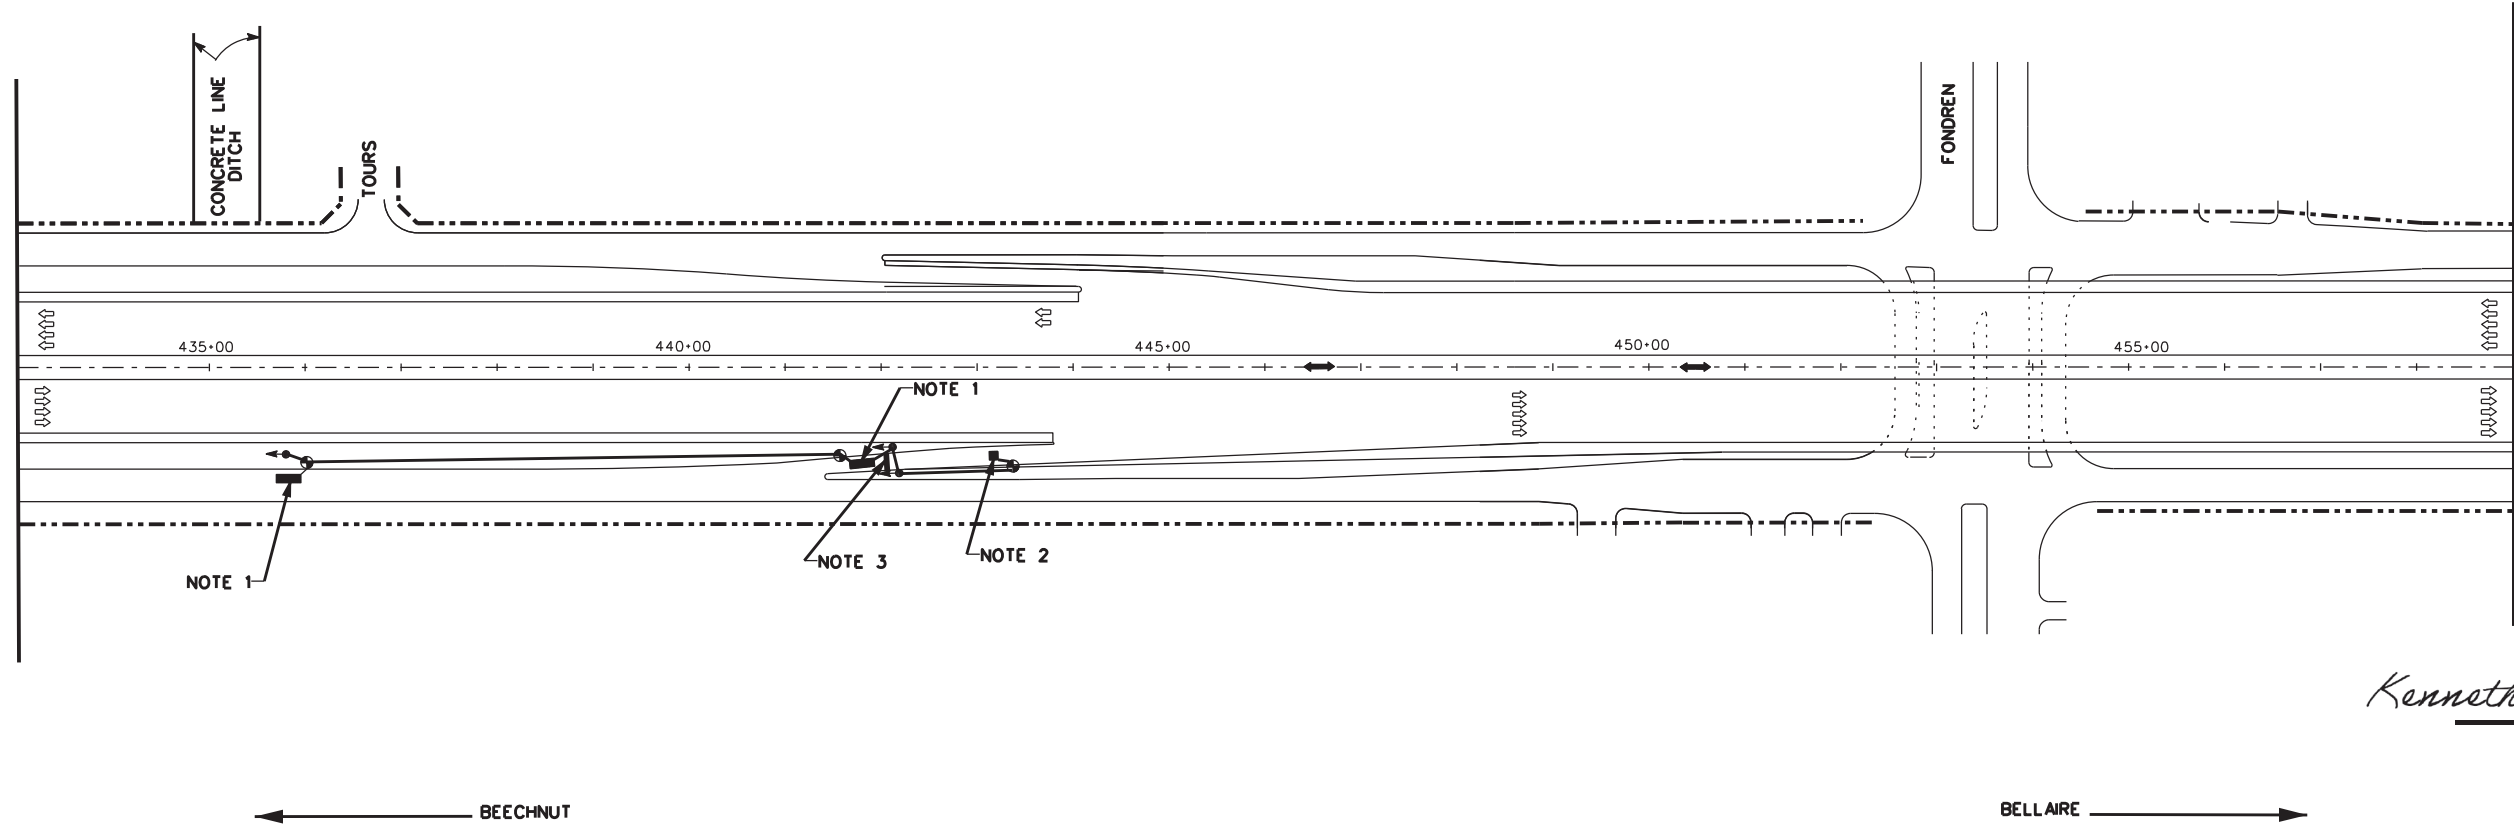 CONCRETE LINE
DITCH
TOURS
FONDREN
435+00
440+00
445+00
450+00
455+00
NOTE 1
NOTE 1
NOTE 3
NOTE 2
Kenneth
BEECHNUT
BELLAIRE